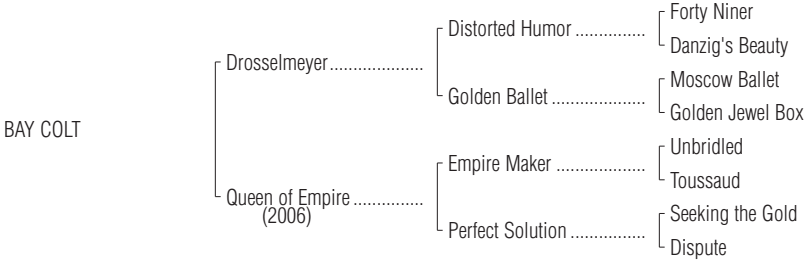 Forty Niner
Distorted Humor ...............
Danzig's Beauty
Drosselmeyer....................
Moscow Ballet
Golden Ballet ....................
Golden Jewel Box
BAY COLT
Unbridled
Empire Maker ...................
Toussaud
Queen of Empire ...............
(2006)
Seeking the Gold
Perfect Solution ................
Dispute